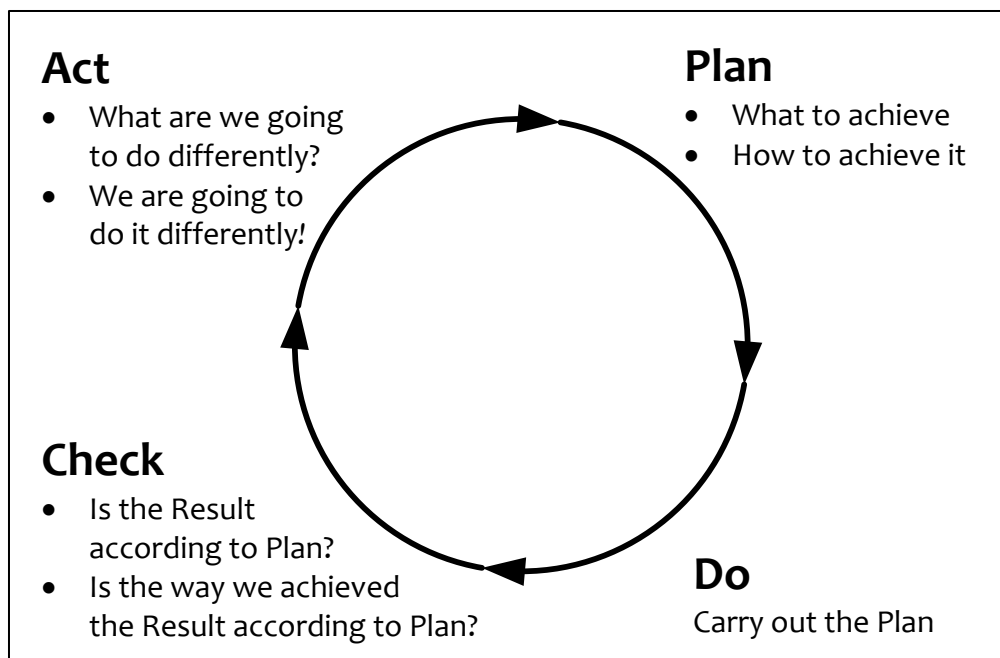 Act
• What are we going
to do differently?
• We are going to
do it differently!
Plan
• What to achieve
• How to achieve it
Check
• Is the Result
according to Plan?
• Is the way we achieved
the Result according to Plan?
Do
Carry out the Plan